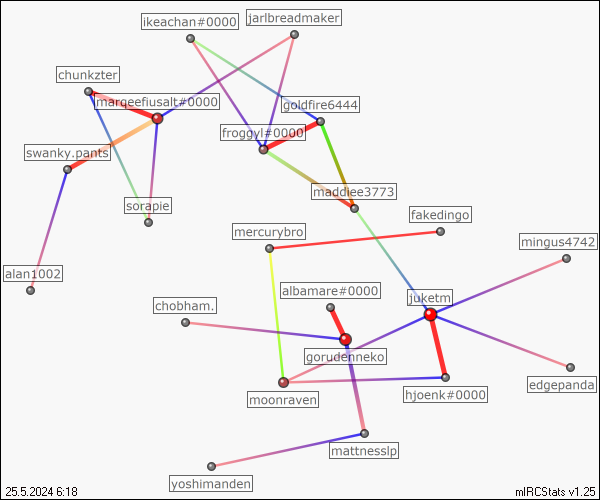 jarlbreadmaker
ikeachan#0000
chunkzter
marqeefiusalt#0000
goldfire6444
froggyl#0000
swanky.pants
maddiee3773
sorapie
fakedingo
mercurybro
mingus4742
alan1002
albamare#0000
juketm
chobham.
gorudenneko
edgepanda
hjoenk#0000
moonraven
mattnesslp
yoshimanden
25.5.2024 6:18
mIRCStats v1.25